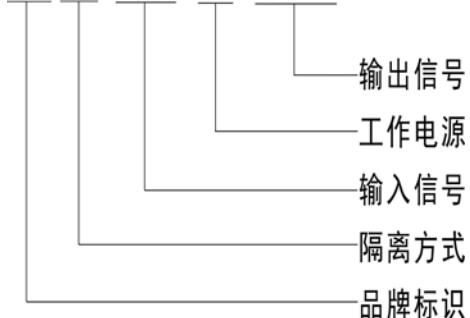 输出信号
工作电源
输入信号
隔离方式
品牌标识